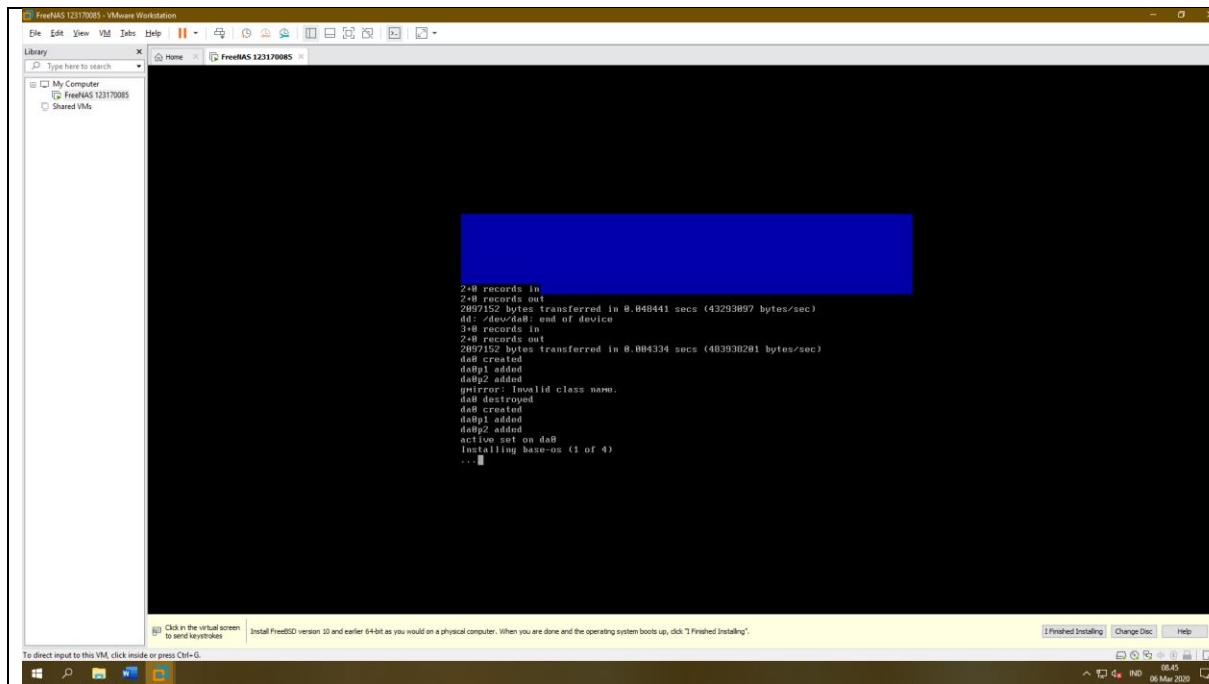 FreeNAS 123170085 - VMware Workstation
File Edit View VM Tabs Help
Library
Type here to search
My Computer
FreeNAS 123170085
Shared VMs
Home
FreeNAS 123170085
2+0 records in
2+0 records out
2097152 bytes transferred in 0.048441 secs (43293097 bytes/sec)
dd: /dev/da0: end of device
3+0 records in
2+0 records out
2097152 bytes transferred in 0.004334 secs (483938201 bytes/sec)
da0 created
da0p1 added
da0p2 added
gmirror: Invalid class name.
da0 destroyed
da0 created
da0p1 added
da0p2 added
active set on da0
Installing base-os (1 of 4)
...
Click in the virtual screen
to send keystrokes
Install FreeBSD version 10 and earlier 64-bit as you would on a physical computer. When you are done and the operating system boots up, click "I Finished Installing".
I Finished Installing
Change Disc
Help
To direct input to this VM, click inside or press Ctrl+G.
IND
08.45
06 Mar 2020